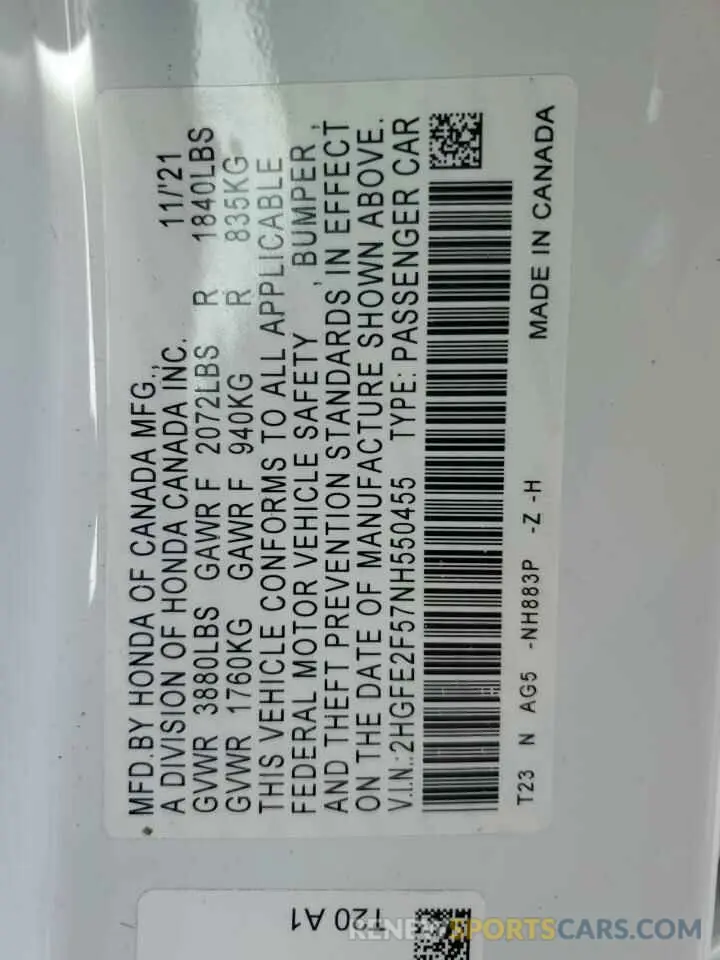 MFD.BY HONDA OF CANADA MFG.,
A DIVISION OF HONDA CANADA INC. 11/'21
GVWR 3880LBS GAWR F 2072LBS R 1840LBS
GVWR 1760KG GAWR F 940KG R 835KG
THIS VEHICLE CONFORMS TO ALL APPLICABLE
FEDERAL MOTOR VEHICLE SAFETY , BUMPER ,
AND THEFT PREVENTION STANDARDS IN EFFECT
ON THE DATE OF MANUFACTURE SHOWN ABOVE.
V.I.N.:2HGFE2F57NH550455 TYPE: PASSENGER CAR
T23 N AG5 -NH883P -Z -H MADE IN CANADA
T20 A1
RENEWSPORTSCARS.COM